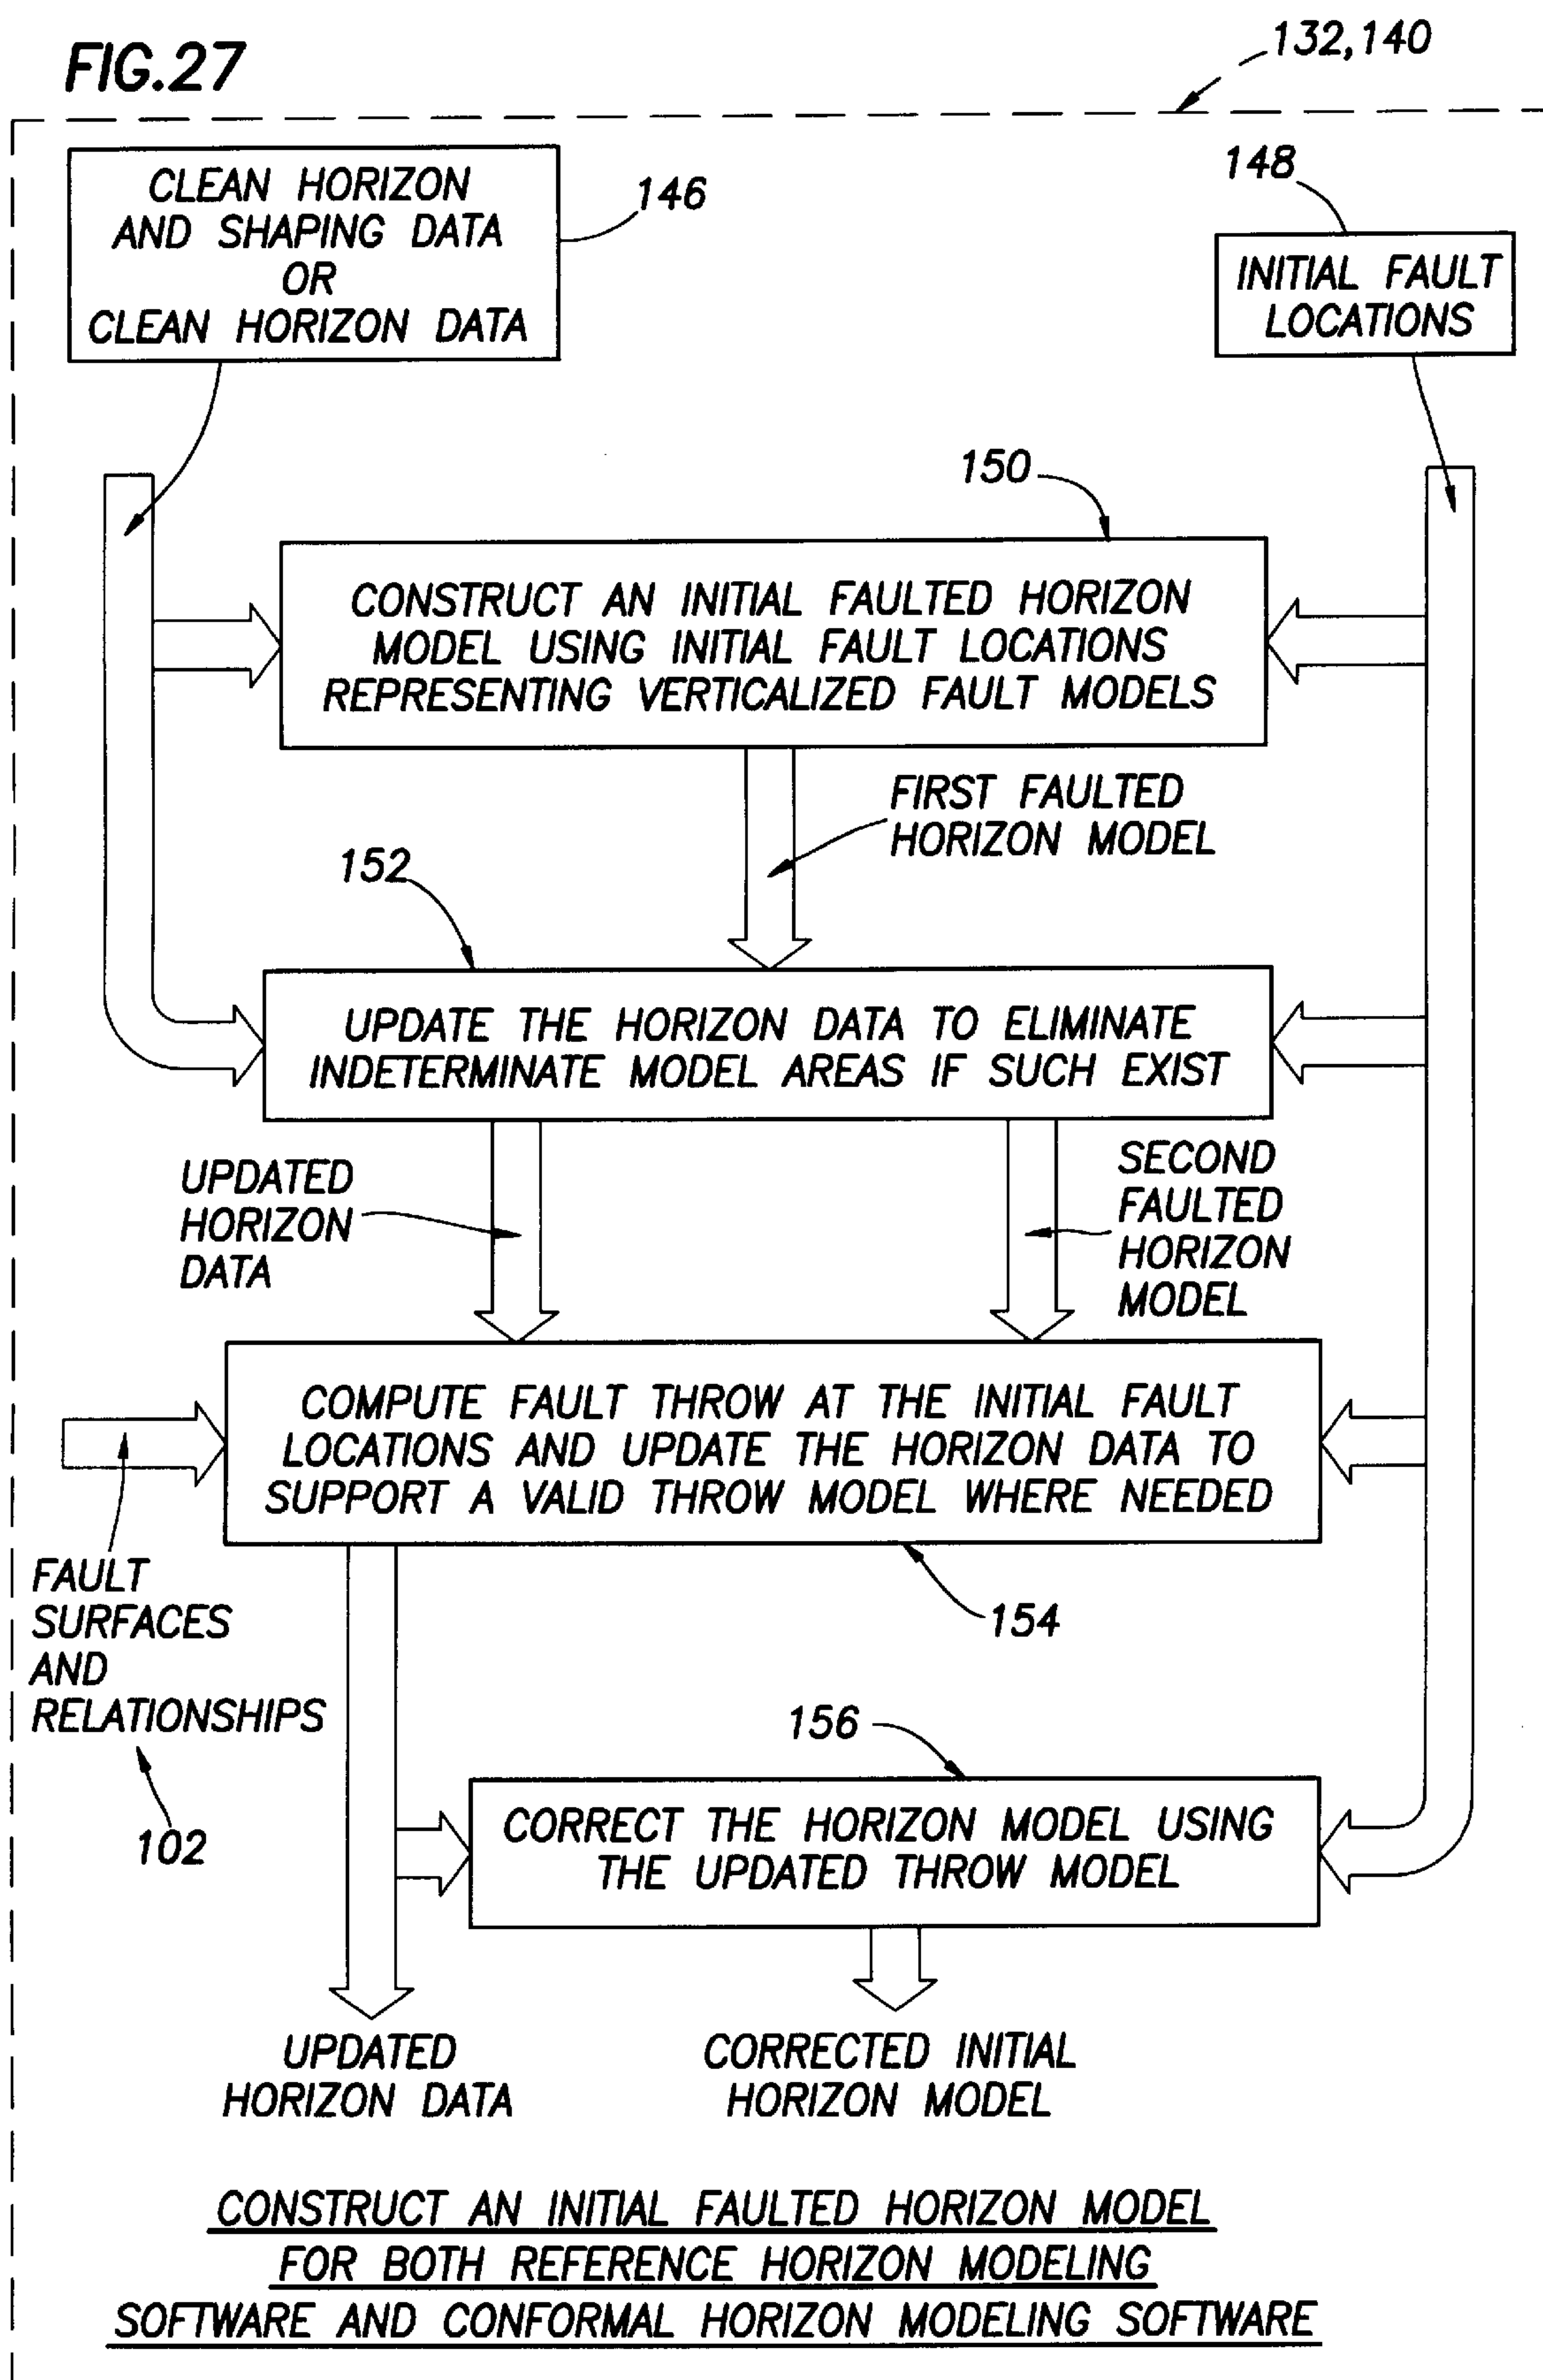 FIG.27
132,140
CLEAN HORIZON
AND SHAPING DATA
OR
CLEAN HORIZON DATA
146
148
INITIAL FAULT
LOCATIONS
150
CONSTRUCT AN INITIAL FAULTED HORIZON
MODEL USING INITIAL FAULT LOCATIONS
REPRESENTING VERTICALIZED FAULT MODELS
FIRST FAULTED
HORIZON MODEL
152
UPDATE THE HORIZON DATA TO ELIMINATE
INDETERMINATE MODEL AREAS IF SUCH EXIST
UPDATED
HORIZON
DATA
SECOND
FAULTED
HORIZON
MODEL
COMPUTE FAULT THROW AT THE INITIAL FAULT
LOCATIONS AND UPDATE THE HORIZON DATA TO
SUPPORT A VALID THROW MODEL WHERE NEEDED
FAULT
SURFACES
AND
RELATIONSHIPS
102
154
156
CORRECT THE HORIZON MODEL USING
THE UPDATED THROW MODEL
UPDATED
HORIZON DATA
CORRECTED INITIAL
HORIZON MODEL
CONSTRUCT AN INITIAL FAULTED HORIZON MODEL
FOR BOTH REFERENCE HORIZON MODELING
SOFTWARE AND CONFORMAL HORIZON MODELING SOFTWARE